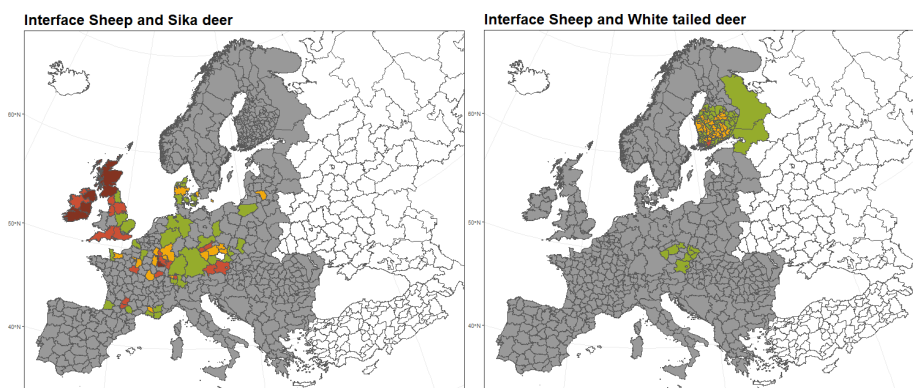 Interface Sheep and Sika deer
Interface Sheep and White tailed deer
60°N
50°N
40°N
60°N
50°N
40°N